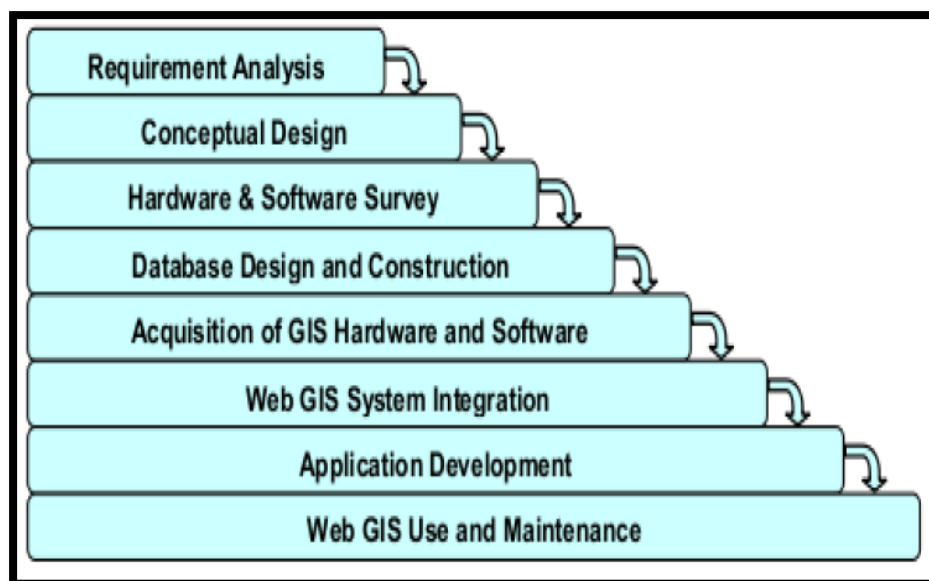 Requirement Analysis
Conceptual Design
Hardware & Software Survey
Database Design and Construction
Acquisition of GIS Hardware and Software
Web GIS System Integration
Application Development
Web GIS Use and Maintenance